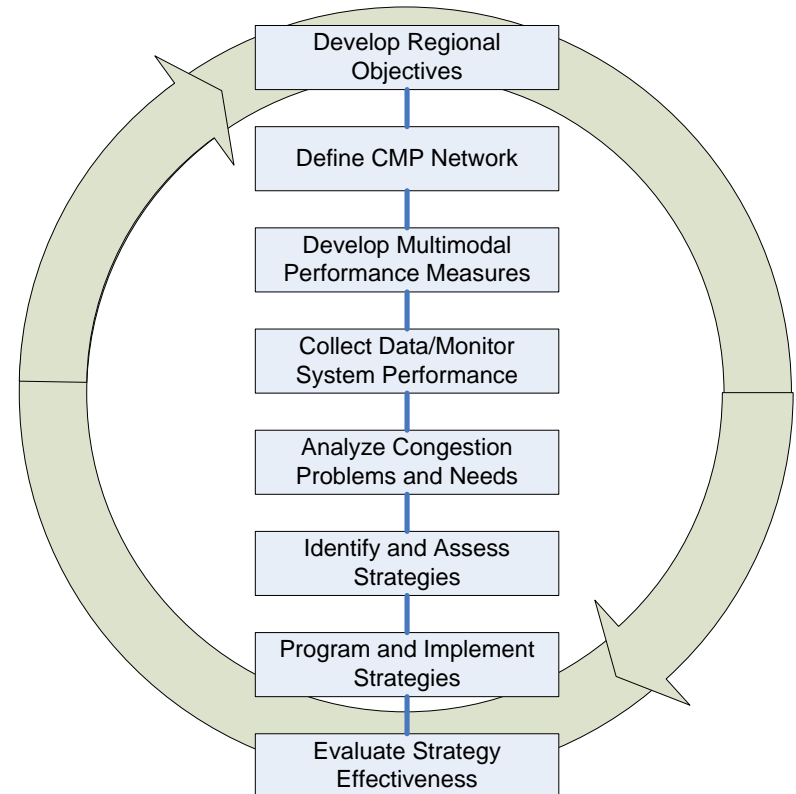 Develop Regional
Objectives
Define CMP Network
Develop Multimodal
Performance Measures
Collect Data/Monitor
System Performance
Analyze Congestion
Problems and Needs
Identify and Assess
Strategies
Program and Implement
Strategies
Evaluate Strategy
Effectiveness